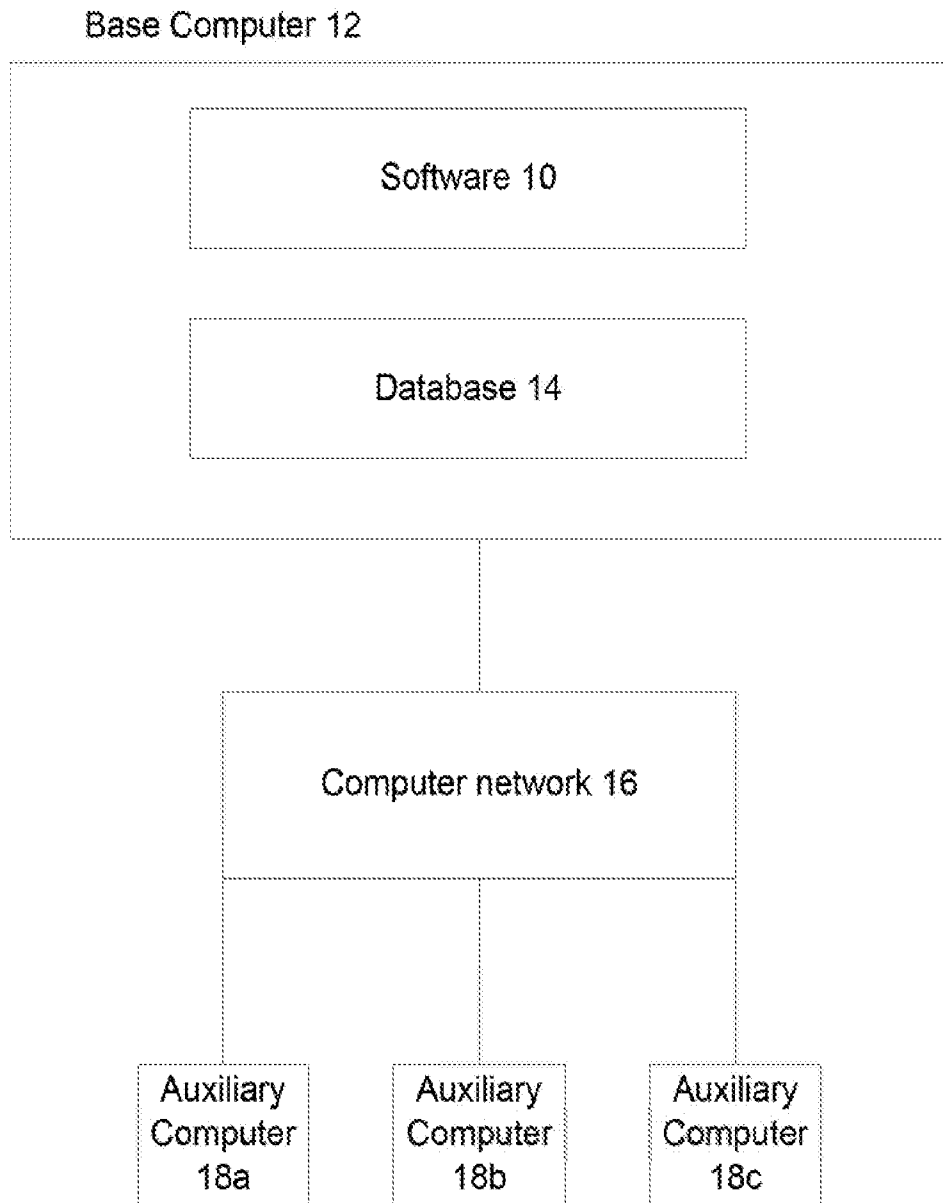 Base Computer 12
Software 10
Database 14
Computer network 16
Auxiliary
Computer
18a
Auxiliary
Computer
18b
Auxiliary
Computer
18c